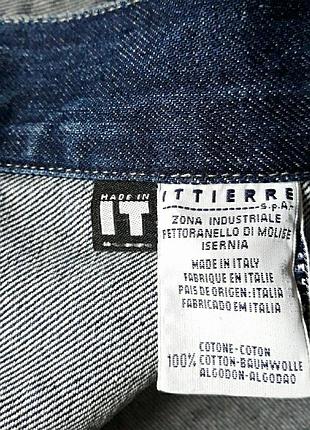 MADE IN
IT
ITTIERRE
s.p.A.
ZONA INDUSTRIALE
PETTORANELLO DI MOLISE
ISERNIA
MADE IN ITALY
FABRIQUE EN ITALIE
PAIS DE ORIGEN: ITALIA
FABRICADO EM ITALIA
COTONE-COTON
100% COTTON-BAUMWOLLE
ALGODON-ALGODAO